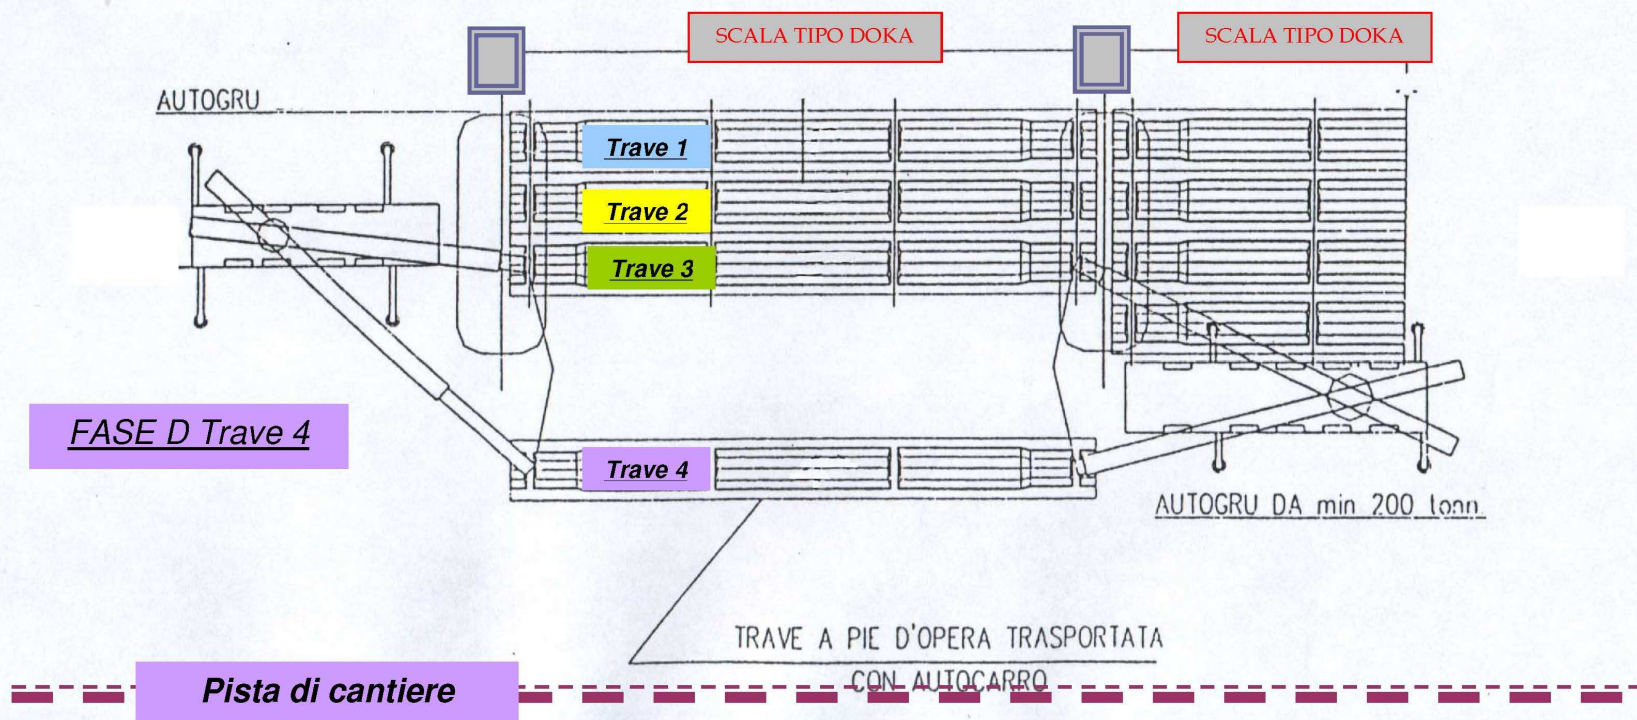 SCALA TIPO DOKA
SCALA TIPO DOKA
AUTOGRU
Trave 1
Trave 2
Trave 3
FASE D Trave 4
Trave 4
AUTOGRU DA min 200 tonn.
TRAVE A PIE D'OPERA TRASPORTATA
CON AUTOCARRO
Pista di cantiere